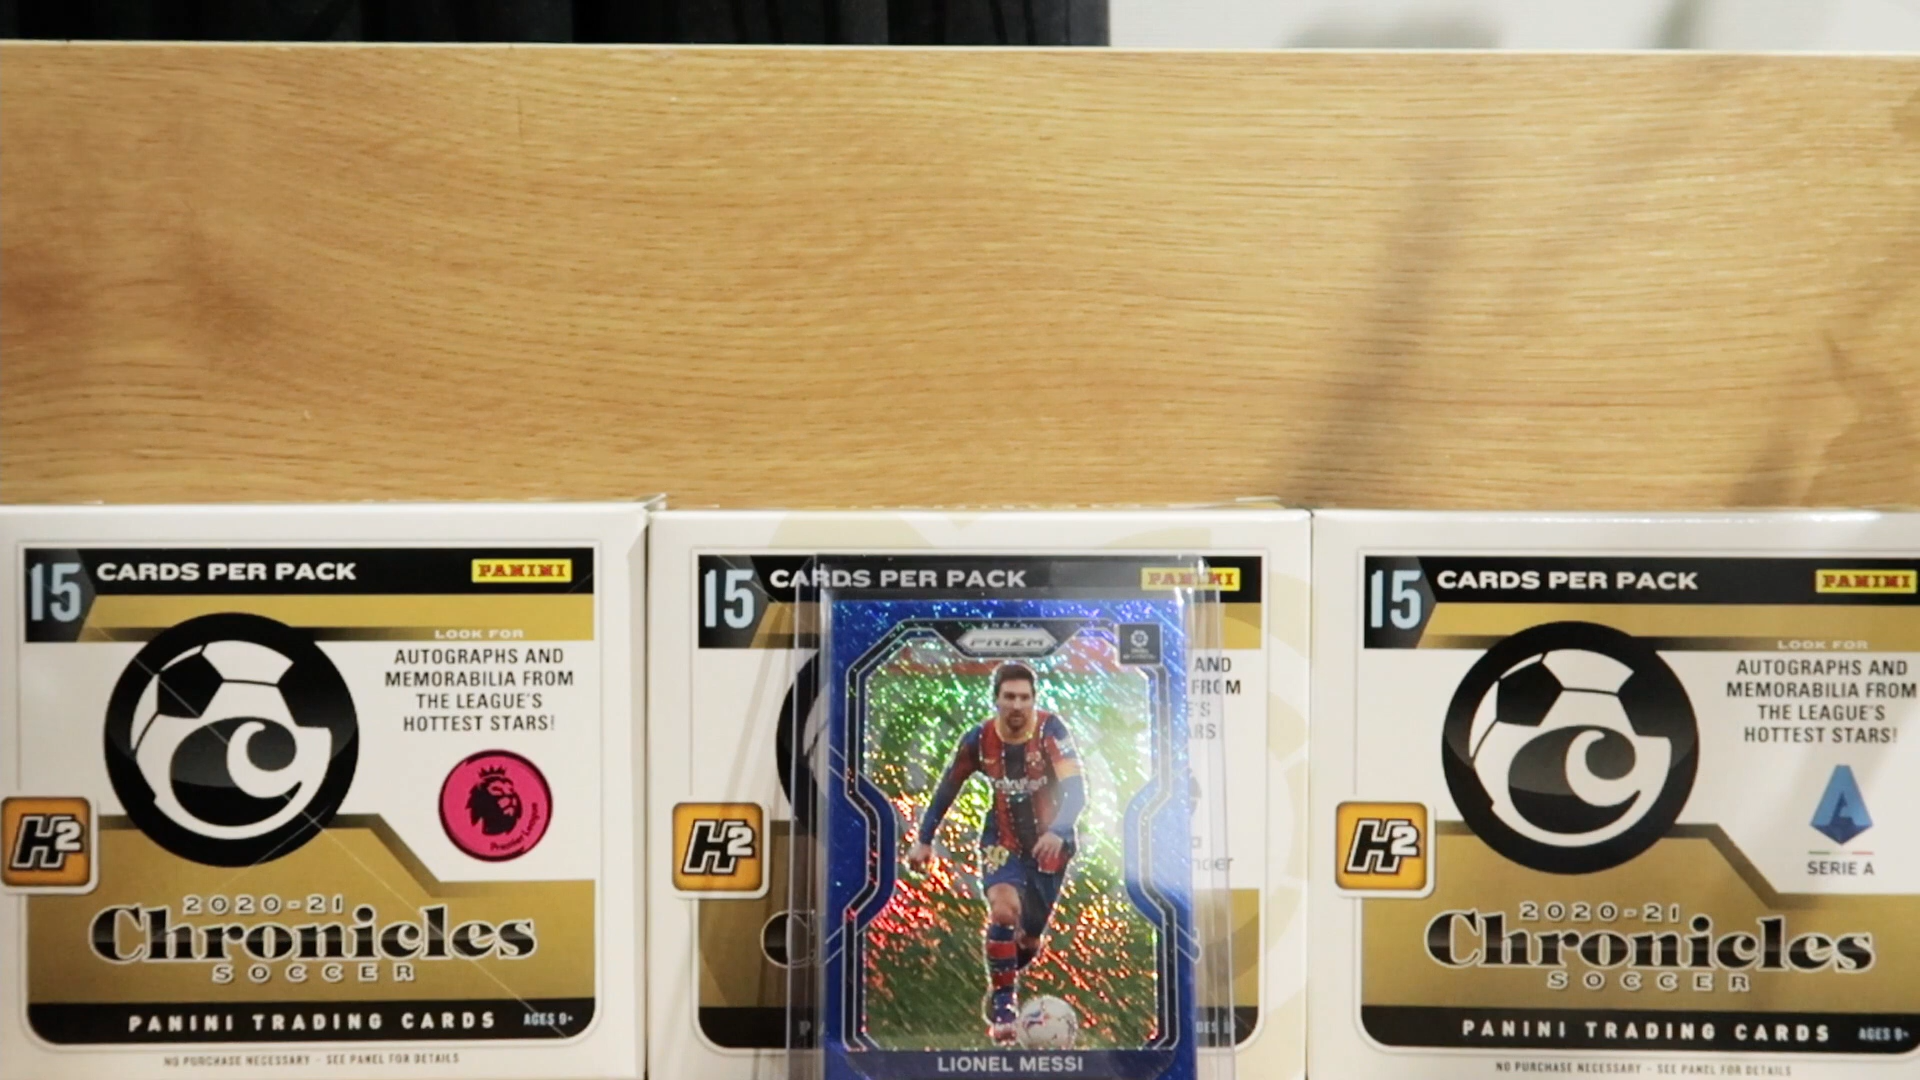 15 CARDS PER PACK PANINI
LOOK FOR
AUTOGRAPHS AND
MEMORABILIA FROM
THE LEAGUE'S
HOTTEST STARS!
Premier League
H2
2020-21
Chronicles
SOCCER
PANINI TRADING CARDS AGES 9+
NO PURCHASE NECESSARY - SEE PANEL FOR DETAILS
15 CARDS PER PACK PANINI
AND
FROM
H2
PANINI
PRIZM
LIONEL MESSI
15 CARDS PER PACK PANINI
LOOK FOR
AUTOGRAPHS AND
MEMORABILIA FROM
THE LEAGUE'S
HOTTEST STARS!
SERIE A
H2
2020-21
Chronicles
SOCCER
PANINI TRADING CARDS AGES 9+
NO PURCHASE NECESSARY - SEE PANEL FOR DETAILS